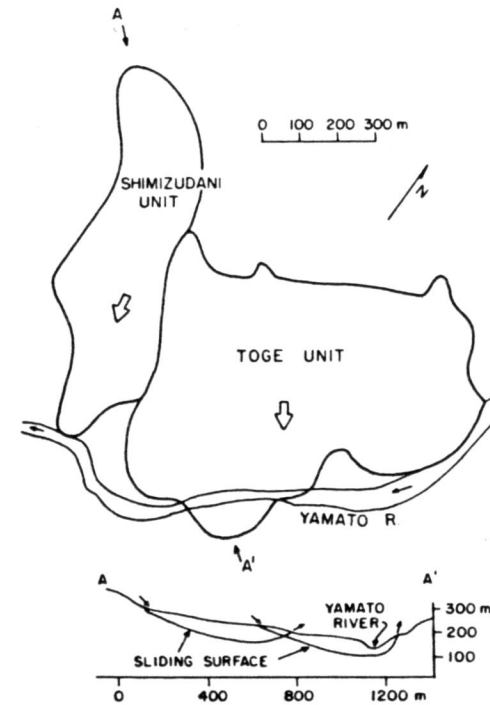 A
0 100 200 300 m
N
SHIMIZUDANI
UNIT
TOGE UNIT
YAMATO R.
A'
A
A'
YAMATO
RIVER
300 m
200
100
SLIDING SURFACE
0 400 800 1200 m